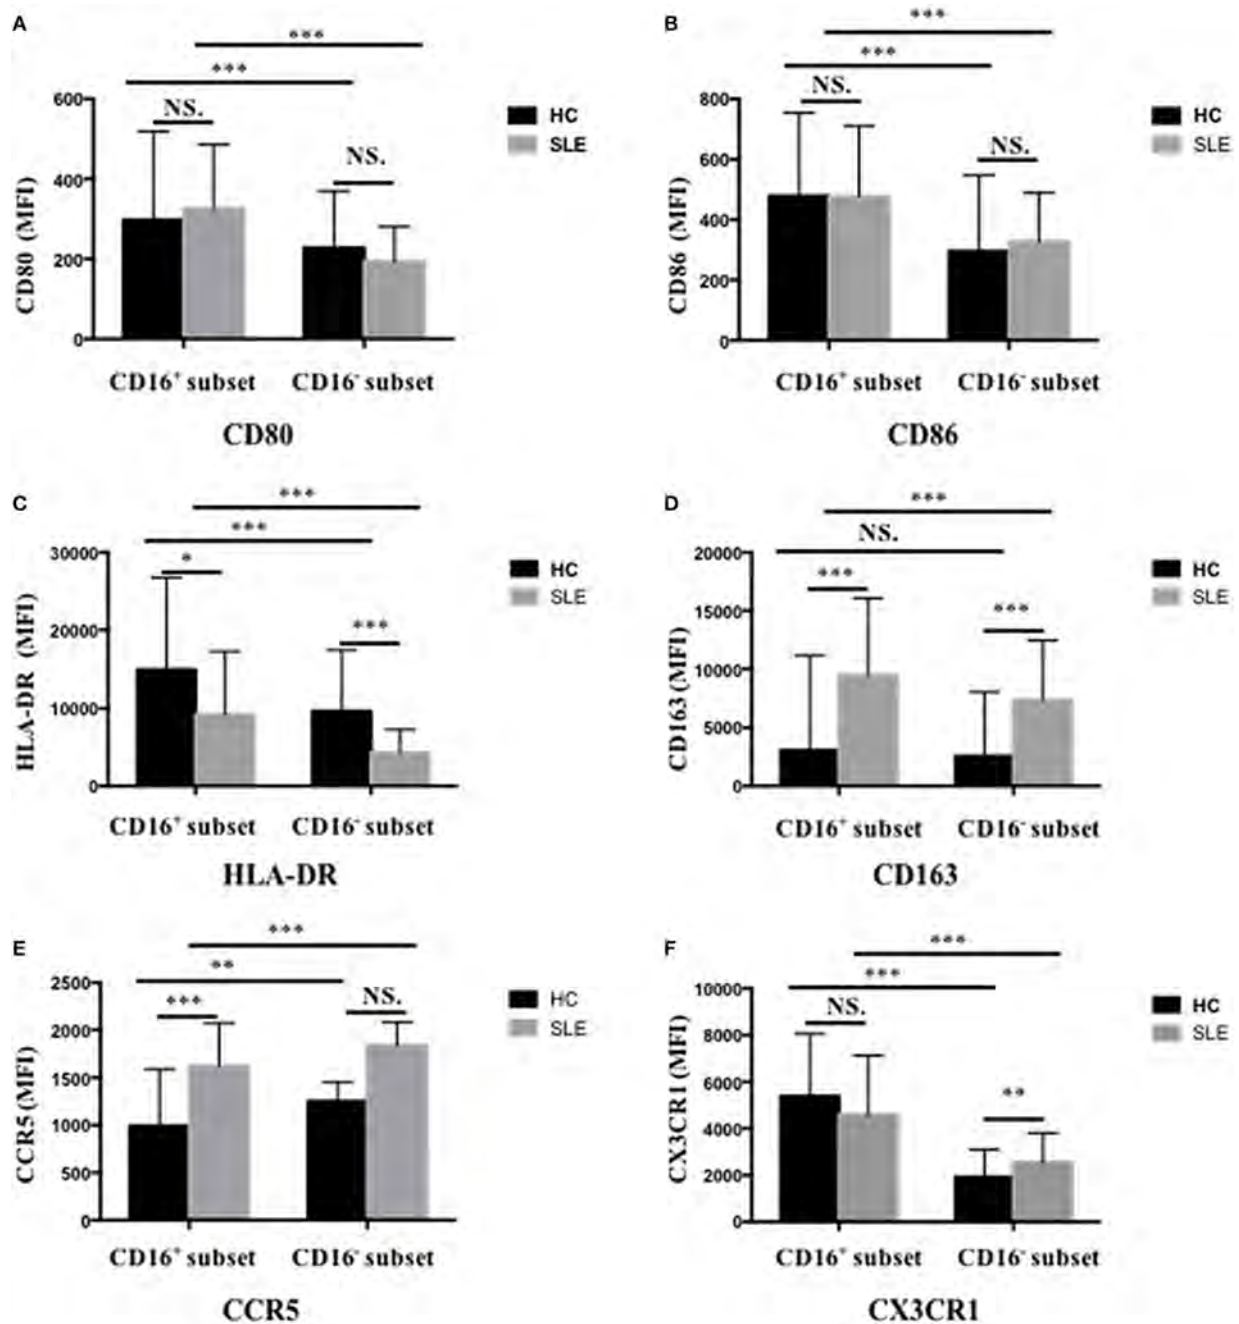 A
***
***
600
NS.
HC
SLE
400
NS.
CD80 (MFI)
200
0
CD16⁺ subset CD16⁻ subset
CD80
B
***
***
800
NS.
HC
SLE
600
NS.
CD86 (MFI)
400
200
0
CD16⁺ subset CD16⁻ subset
CD86
C
***
***
30000
*
HC
SLE
20000
***
HLA-DR (MFI)
10000
0
CD16⁺ subset CD16⁻ subset
HLA-DR
D
***
NS.
20000
***
HC
SLE
15000
***
CD163 (MFI)
10000
5000
0
CD16⁺ subset CD16⁻ subset
CD163
E
***
**
2500
***
NS.
HC
SLE
2000
CCR5 (MFI)
1500
1000
500
0
CD16⁺ subset CD16⁻ subset
CCR5
F
***
***
10000
NS.
HC
SLE
8000
CX3CR1 (MFI)
6000
**
4000
2000
0
CD16⁺ subset CD16⁻ subset
CX3CR1